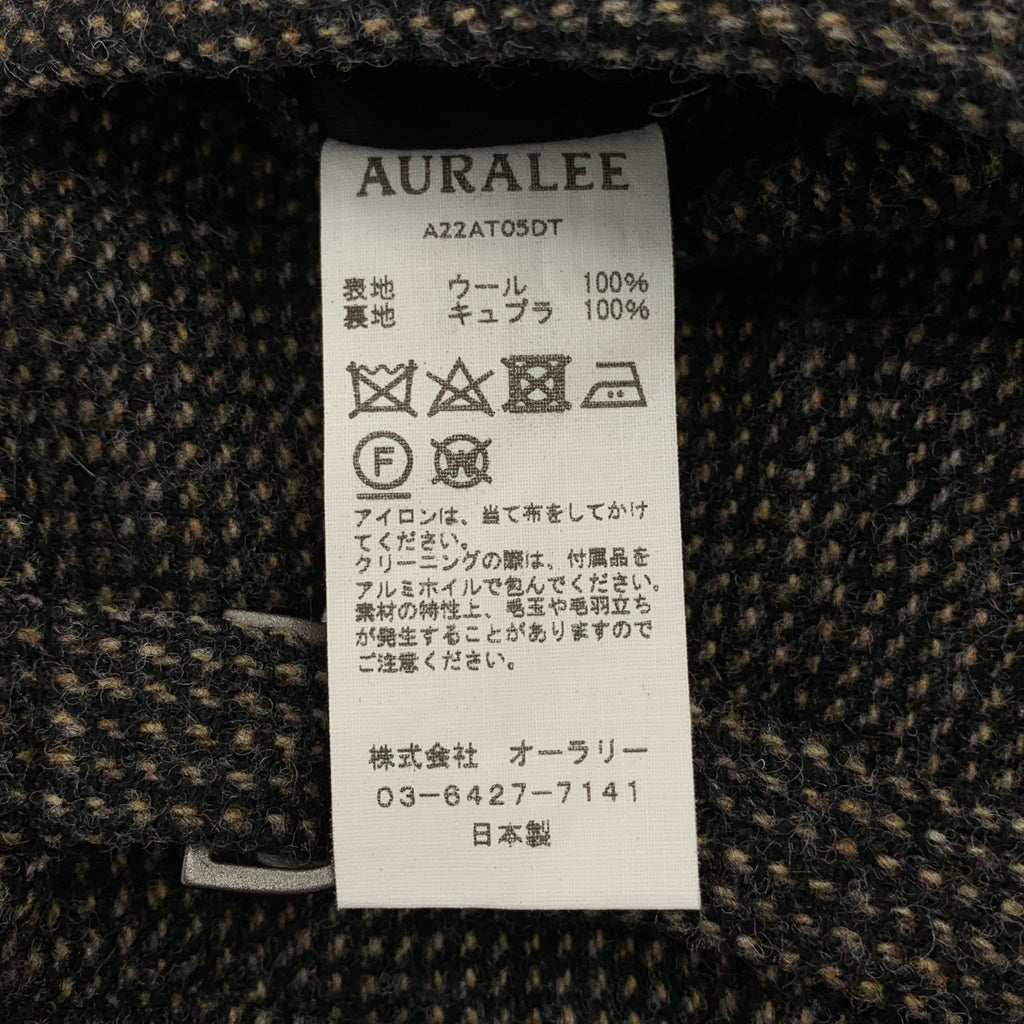 AURALEE
A22AT05DT
表地 ウール 100%
裏地 キュプラ 100%
F W
アイロンは、当て布をしてかけ
てください。
クリーニングの際は、付属品を
アルミホイルで包んでください。
素材の特性上、毛玉や毛羽立ち
が発生することがありますので
ご注意ください。
株式会社 オーラリー
03-6427-7141
日本製